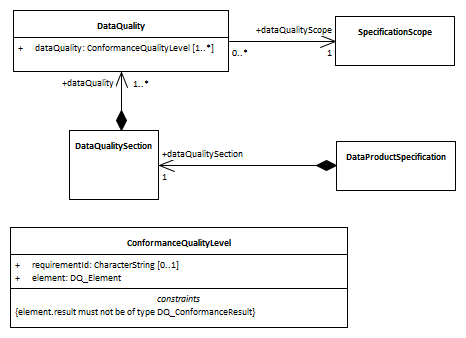 DataQuality
+ dataQuality: ConformanceQualityLevel [1..*]
+dataQualityScope
0..*
1
SpecificationScope
+dataQuality
1..*
DataQualitySection
+dataQualitySection
1
DataProductSpecification
ConformanceQualityLevel
+ requirementId: CharacterString [0..1]
+ element: DQ_Element
constraints
{element.result must not be of type DQ_ConformanceResult}